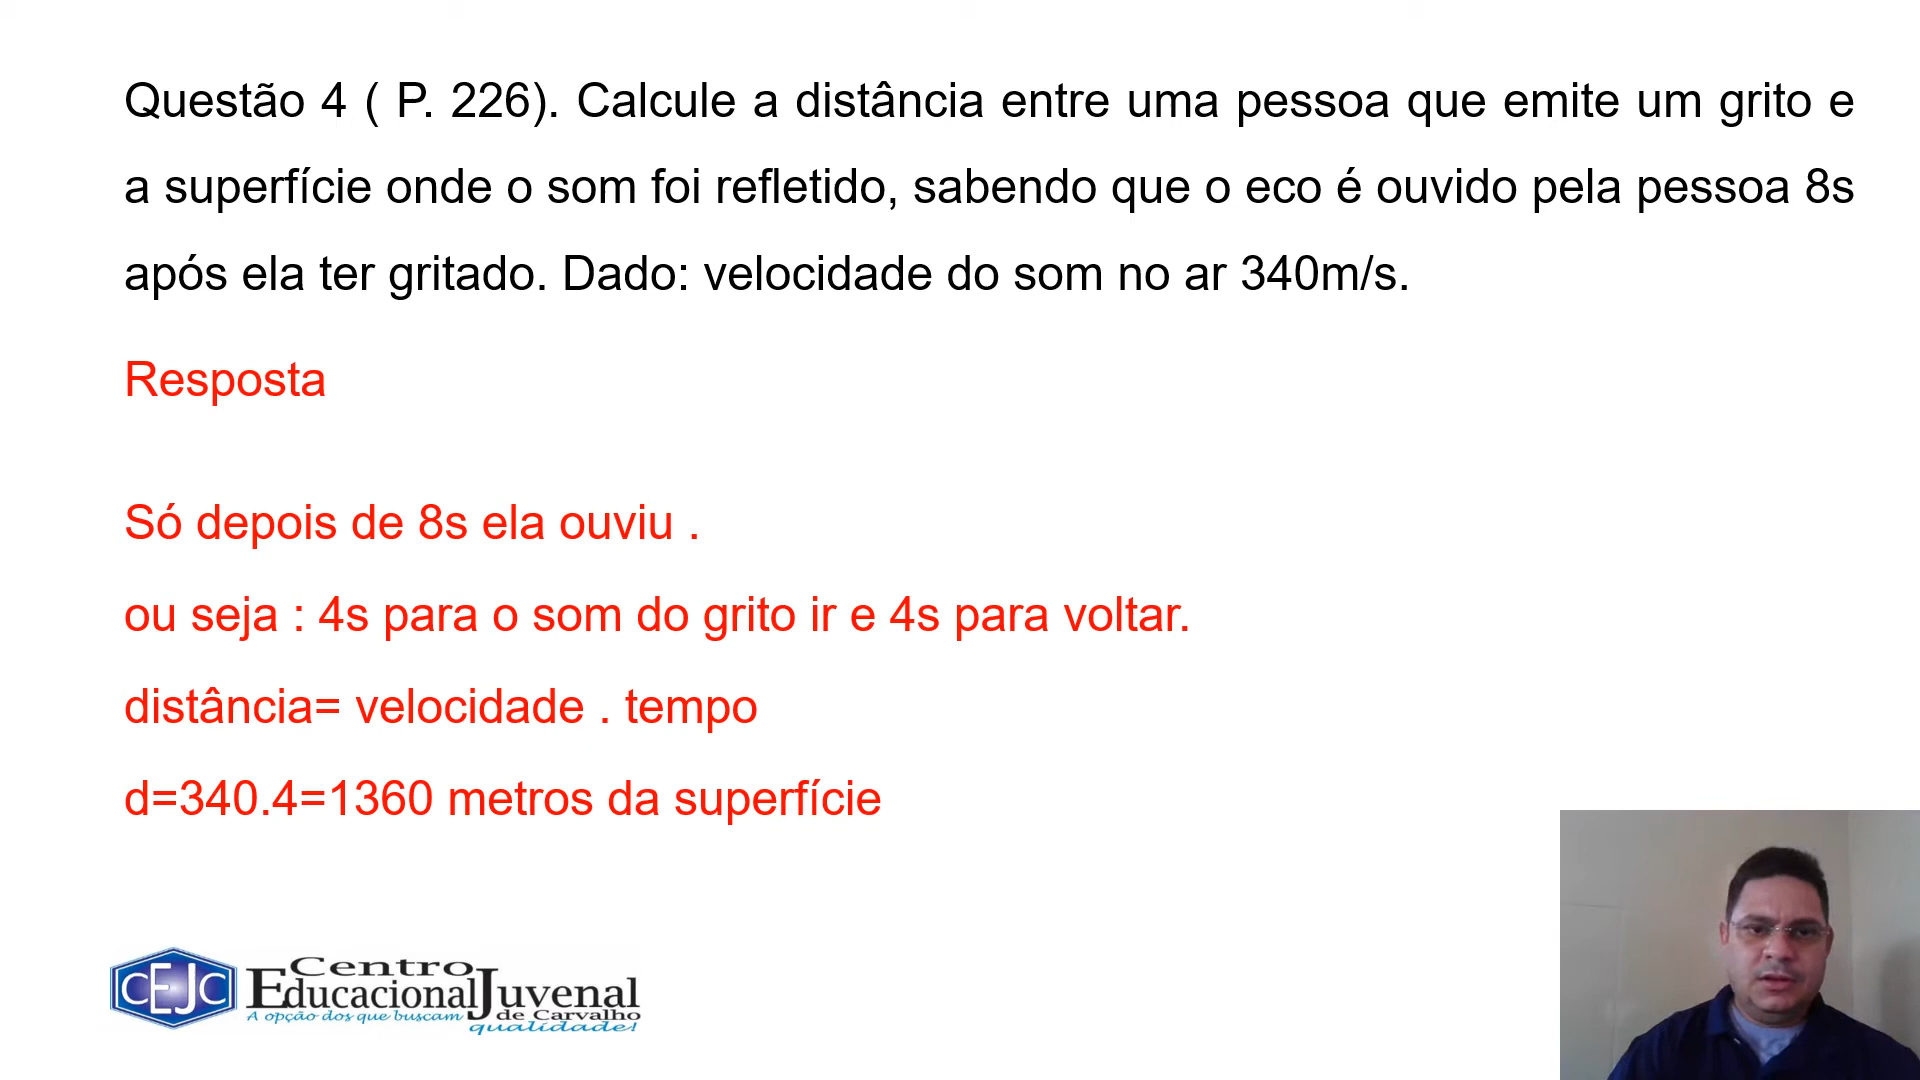 Questão 4 ( P. 226). Calcule a distância entre uma pessoa que emite um grito e
a superfície onde o som foi refletido, sabendo que o eco é ouvido pela pessoa 8s
após ela ter gritado. Dado: velocidade do som no ar 340m/s.
Resposta
Só depois de 8s ela ouviu .
ou seja : 4s para o som do grito ir e 4s para voltar.
distância= velocidade . tempo
d=340.4=1360 metros da superfície
CEJC
Centro
Educacional Juvenal
de Carvalho
A opção dos que buscam
qualidade!